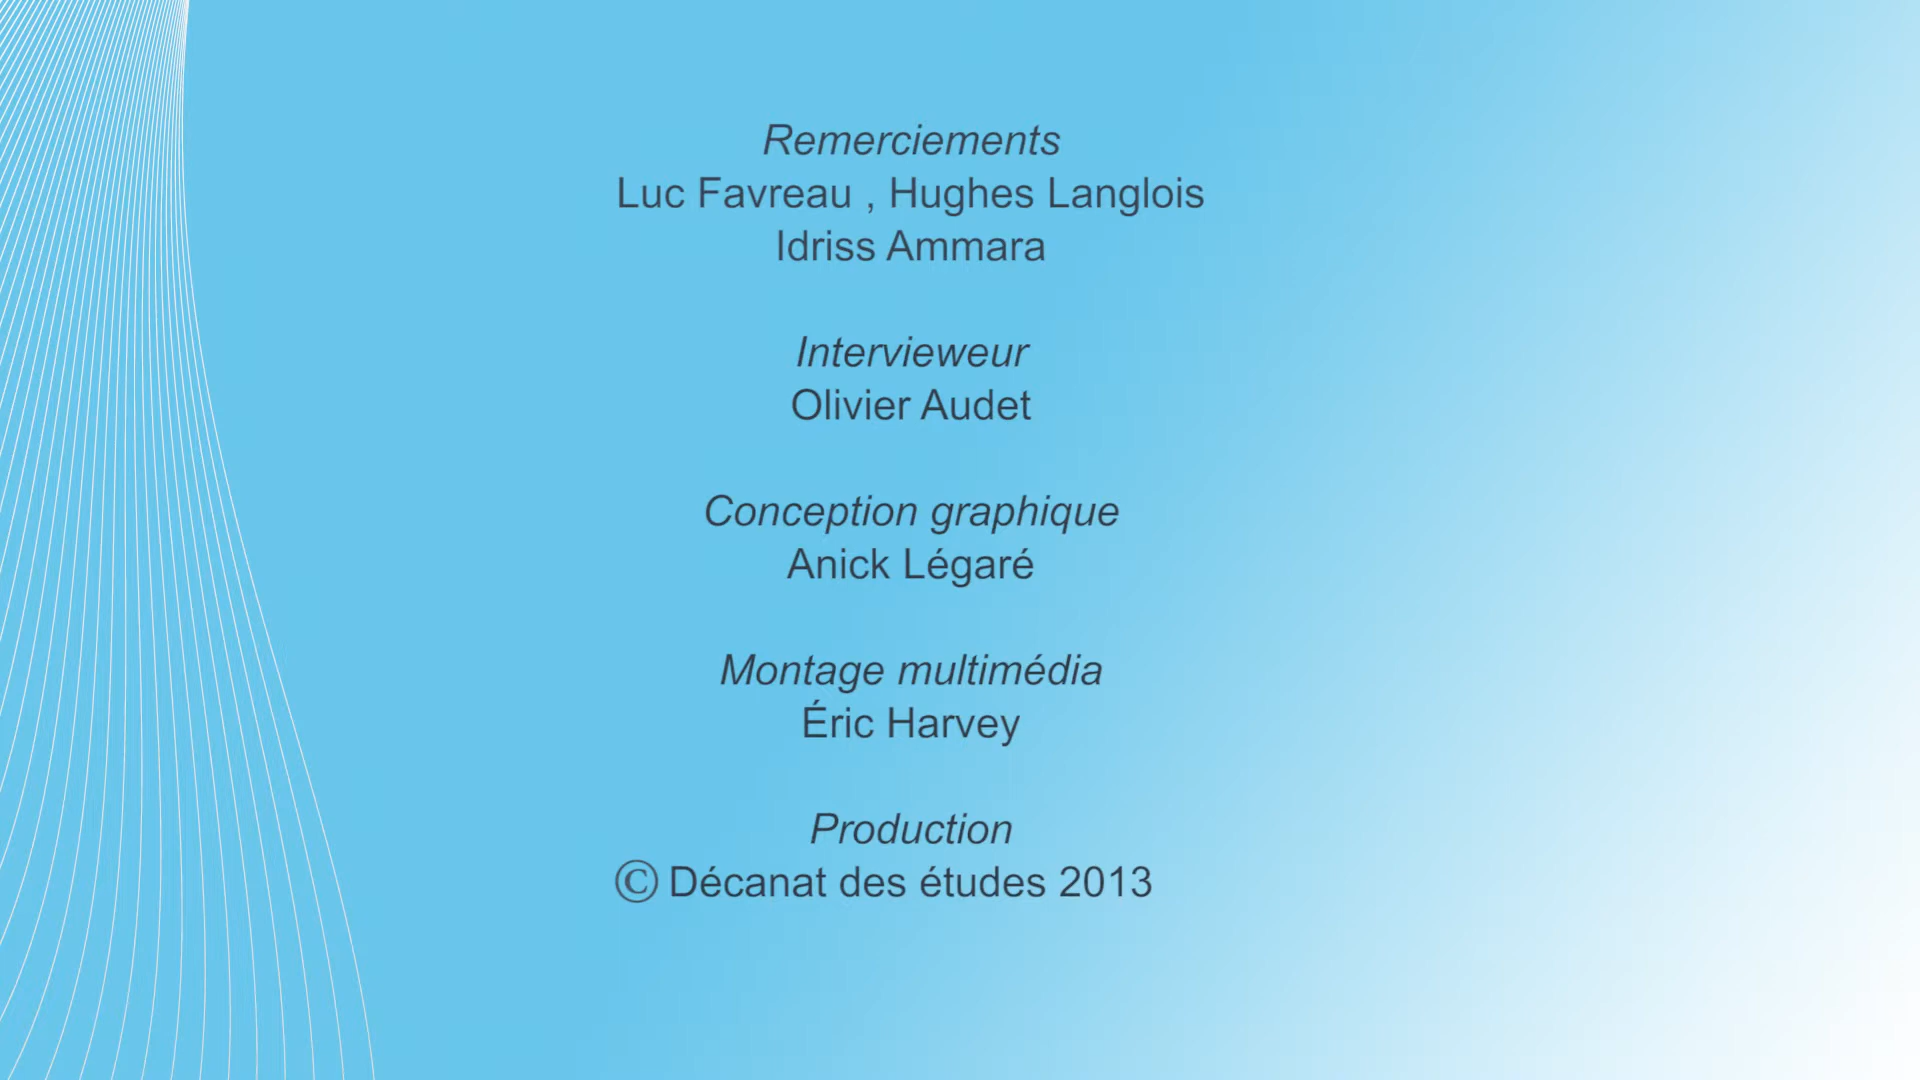 Remerciements
Luc Favreau , Hughes Langlois
Idriss Ammara
Intervieweur
Olivier Audet
Conception graphique
Anick Légaré
Montage multimédia
Éric Harvey
Production
© Décanat des études 2013